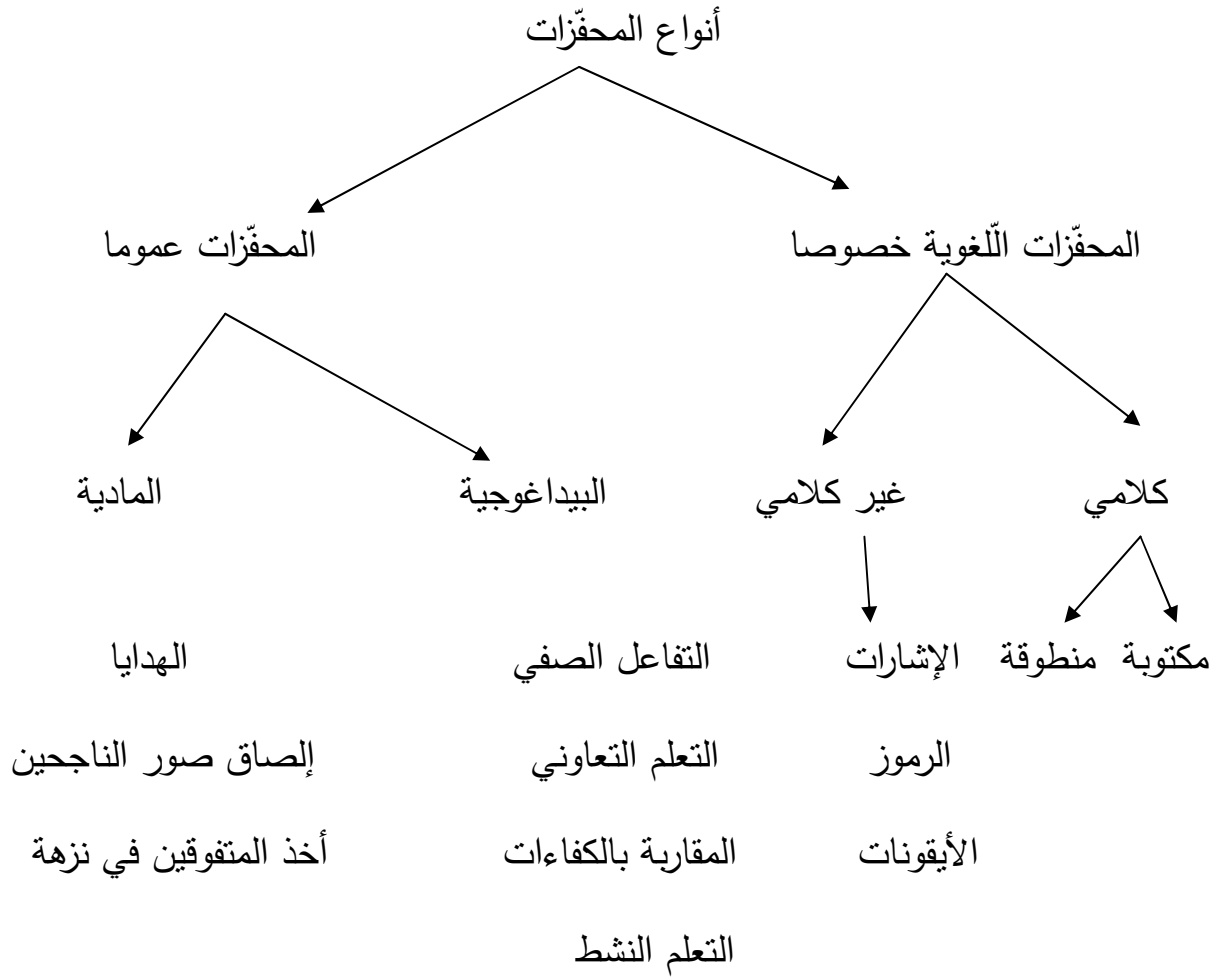 أنواع المحفّزات
المحفّزات اللّغوية خصوصا المحفّزات عموما
كلامي غير كلامي البيداغوجية المادية
مكتوبة منطوقة الإشارات التفاعل الصفي الهدايا
الرموز التعلم التعاوني إلصاق صور الناجحين
الأيقونات المقاربة بالكفاءات أخذ المتفوقين في نزهة
التعلم النشط